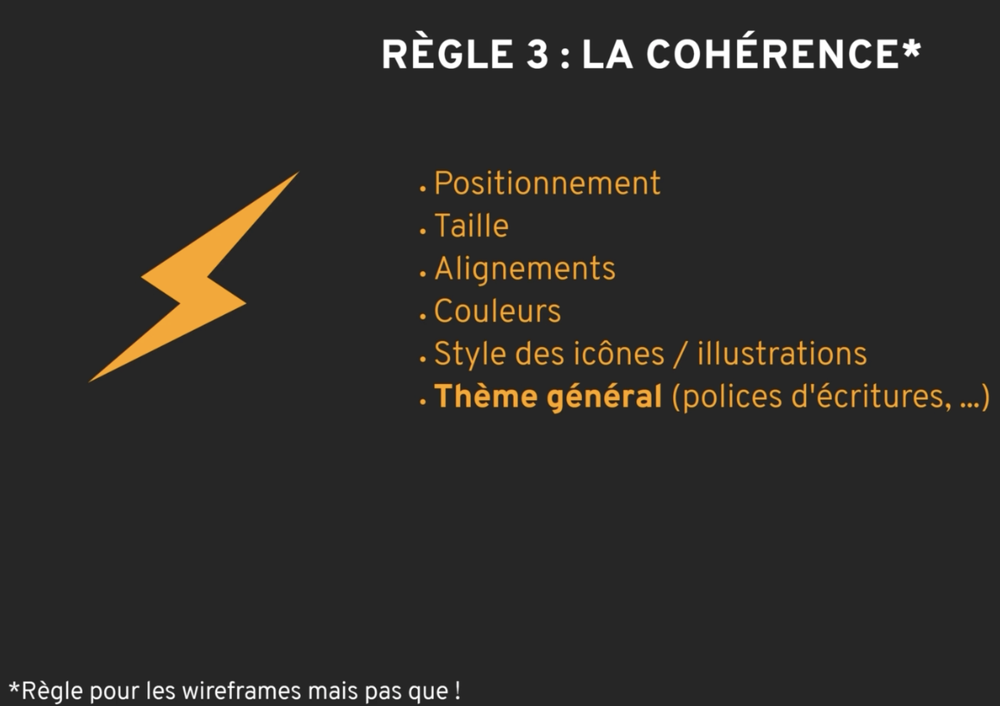 RÈGLE 3 : LA COHÉRENCE*
• Positionnement
• Taille
• Alignements
• Couleurs
• Style des icônes / illustrations
• Thème général (polices d'écritures, ...)
*Règle pour les wireframes mais pas que !